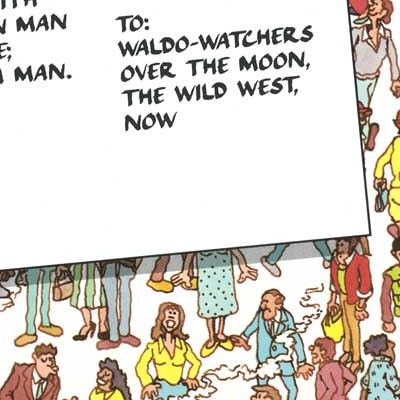 N MAN
E;
MAN.
TO:
WALDO-WATCHERS
OVER THE MOON,
THE WILD WEST,
NOW